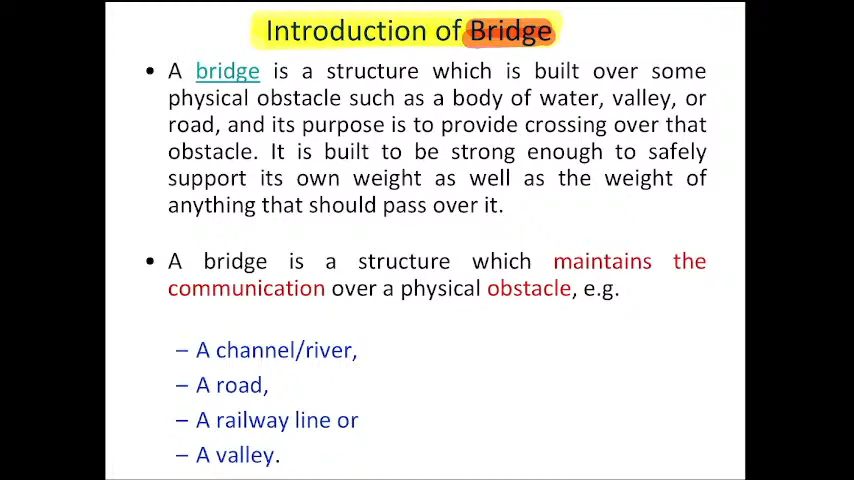 Introduction of Bridge
• A bridge is a structure which is built over some
physical obstacle such as a body of water, valley, or
road, and its purpose is to provide crossing over that
obstacle. It is built to be strong enough to safely
support its own weight as well as the weight of
anything that should pass over it.
• A bridge is a structure which maintains the
communication over a physical obstacle, e.g.
– A channel/river,
– A road,
– A railway line or
– A valley.